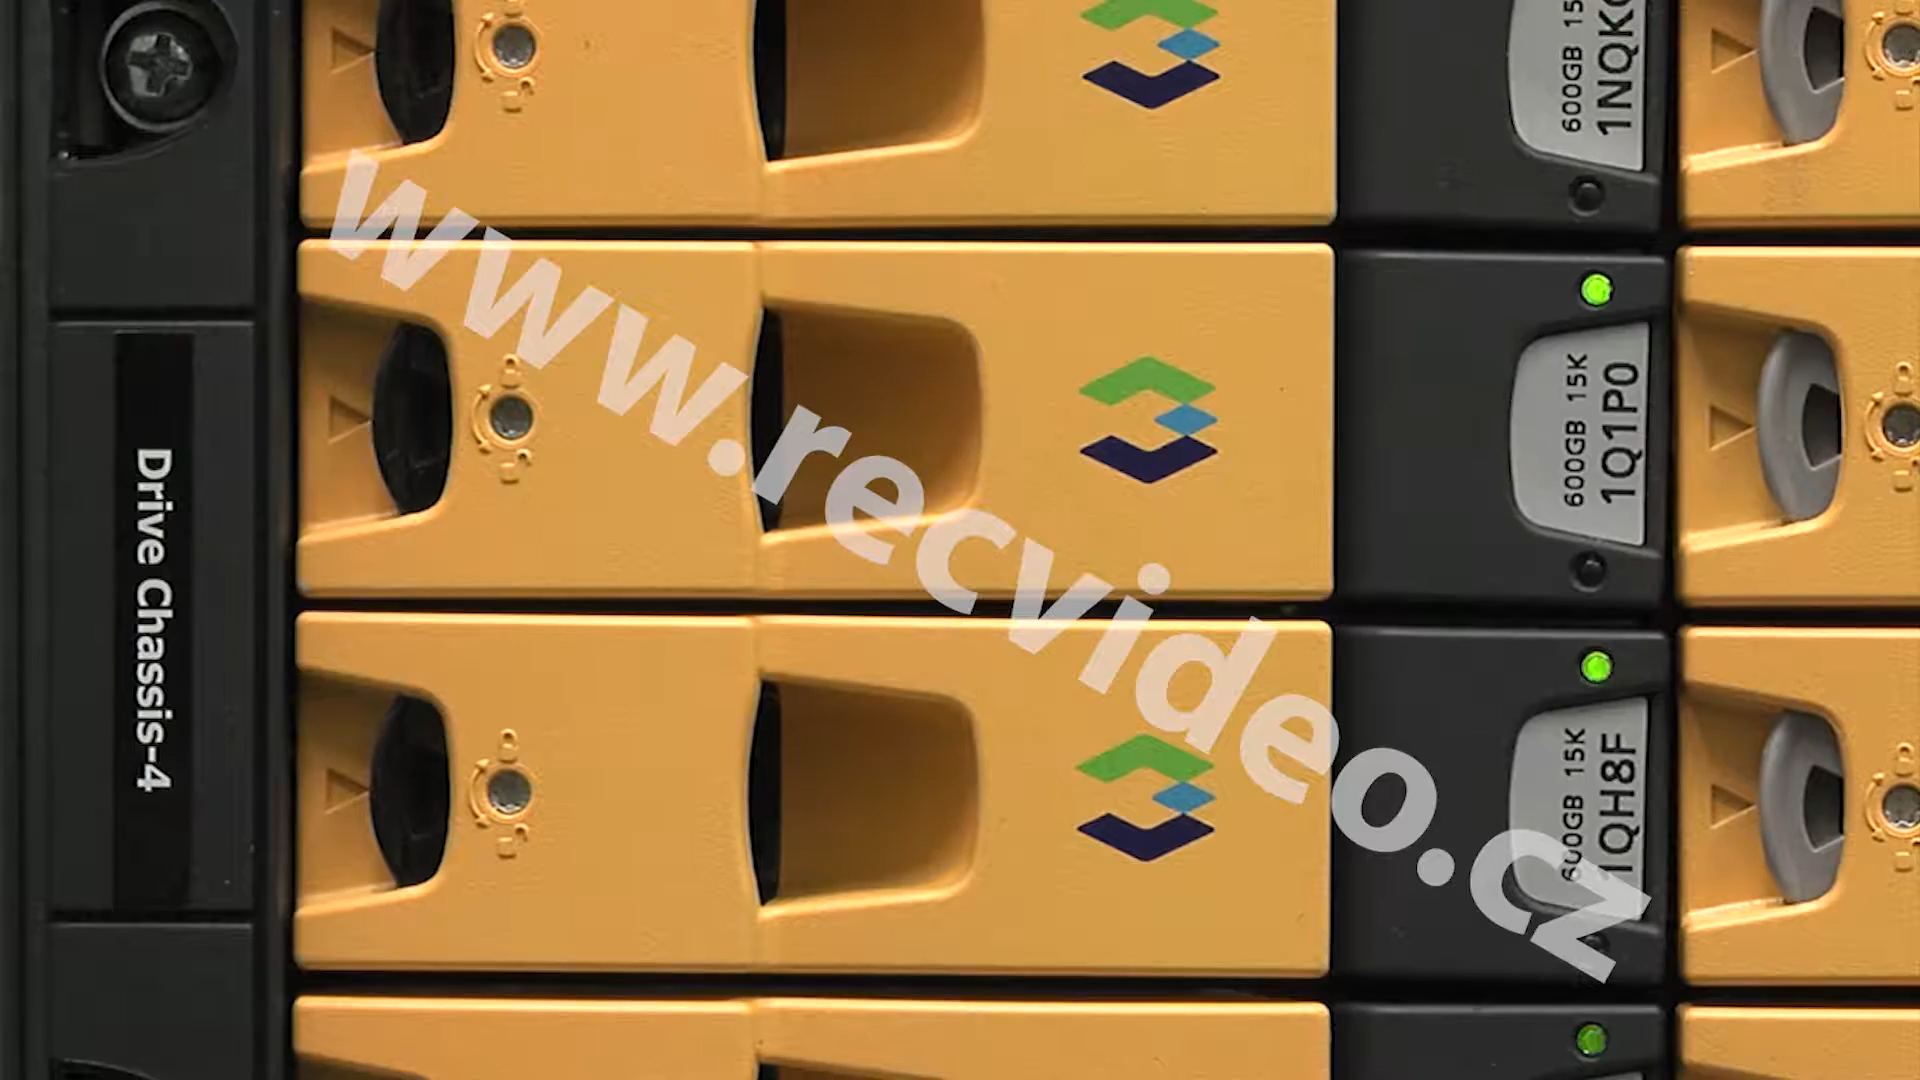 Drive Chassis-4
600GB 15
1NQK
600GB 15K
1Q1P0
600GB 15K
1QH8F
www.recvideo.cz